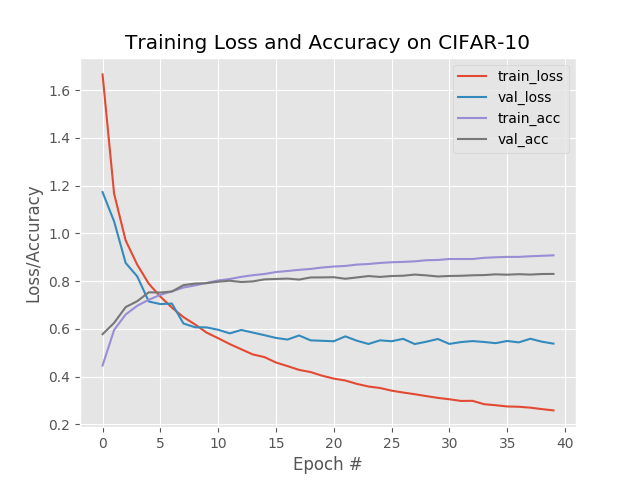 Training Loss and Accuracy on CIFAR-10
train_loss
val_loss
train_acc
val_acc
Loss/Accuracy
1.6
1.4
1.2
1.0
0.8
0.6
0.4
0.2
0 5 10 15 20 25 30 35 40
Epoch #